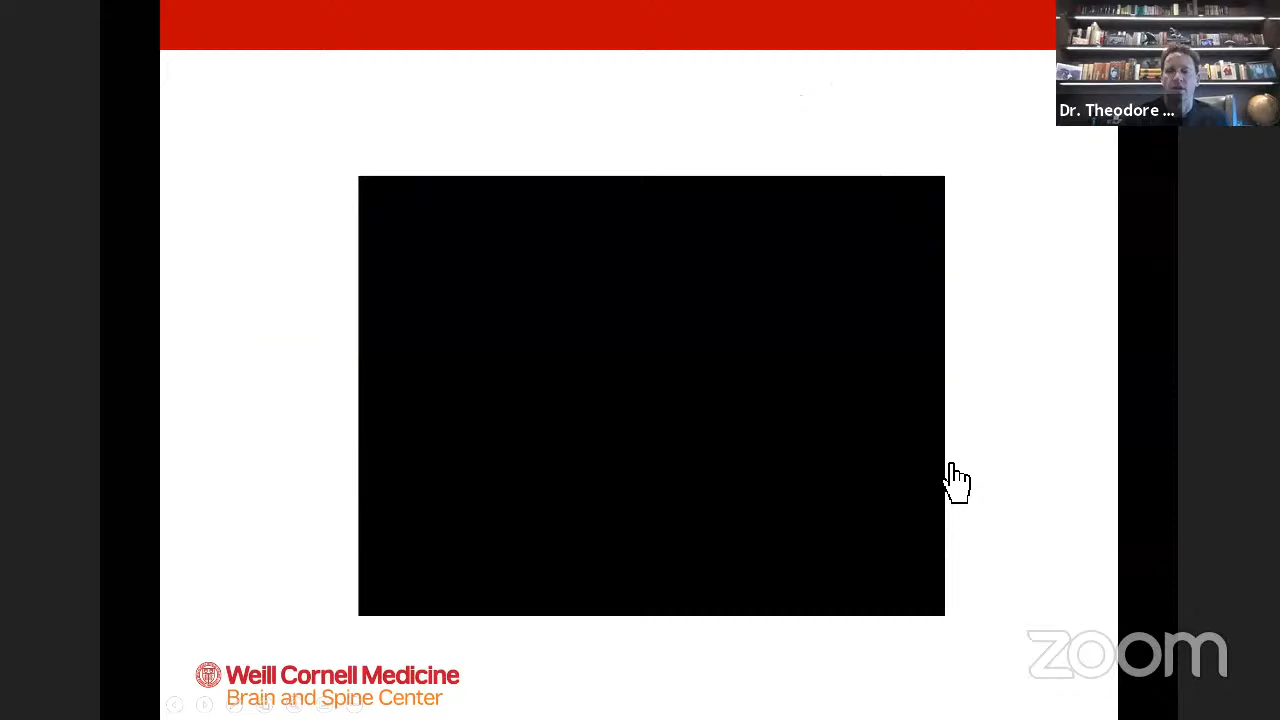 Dr. Theodore ...
zoom
Weill Cornell Medicine
Brain and Spine Center